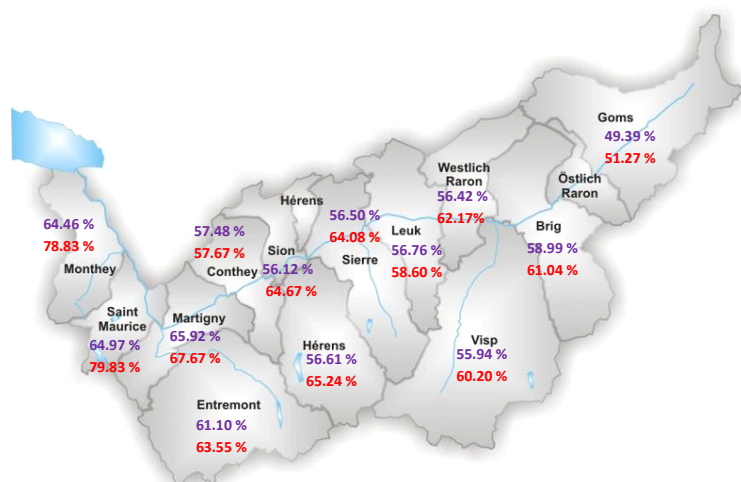 Goms
49.39 %
51.27 %
Östlich
Raron
Westlich
Raron
56.42 %
62.17%
Brig
58.99 %
61.04 %
Hérens
56.50 %
64.08 %
Sierre
Leuk
56.76 %
58.60 %
64.46 %
78.83 %
Monthey
57.48 %
57.67 %
Conthey
Sion
56.12 %
64.67 %
Saint
Maurice
64.97 %
79.83 %
Martigny
65.92 %
67.67 %
Hérens
56.61 %
65.24 %
Visp
55.94 %
60.20 %
Entremont
61.10 %
63.55 %